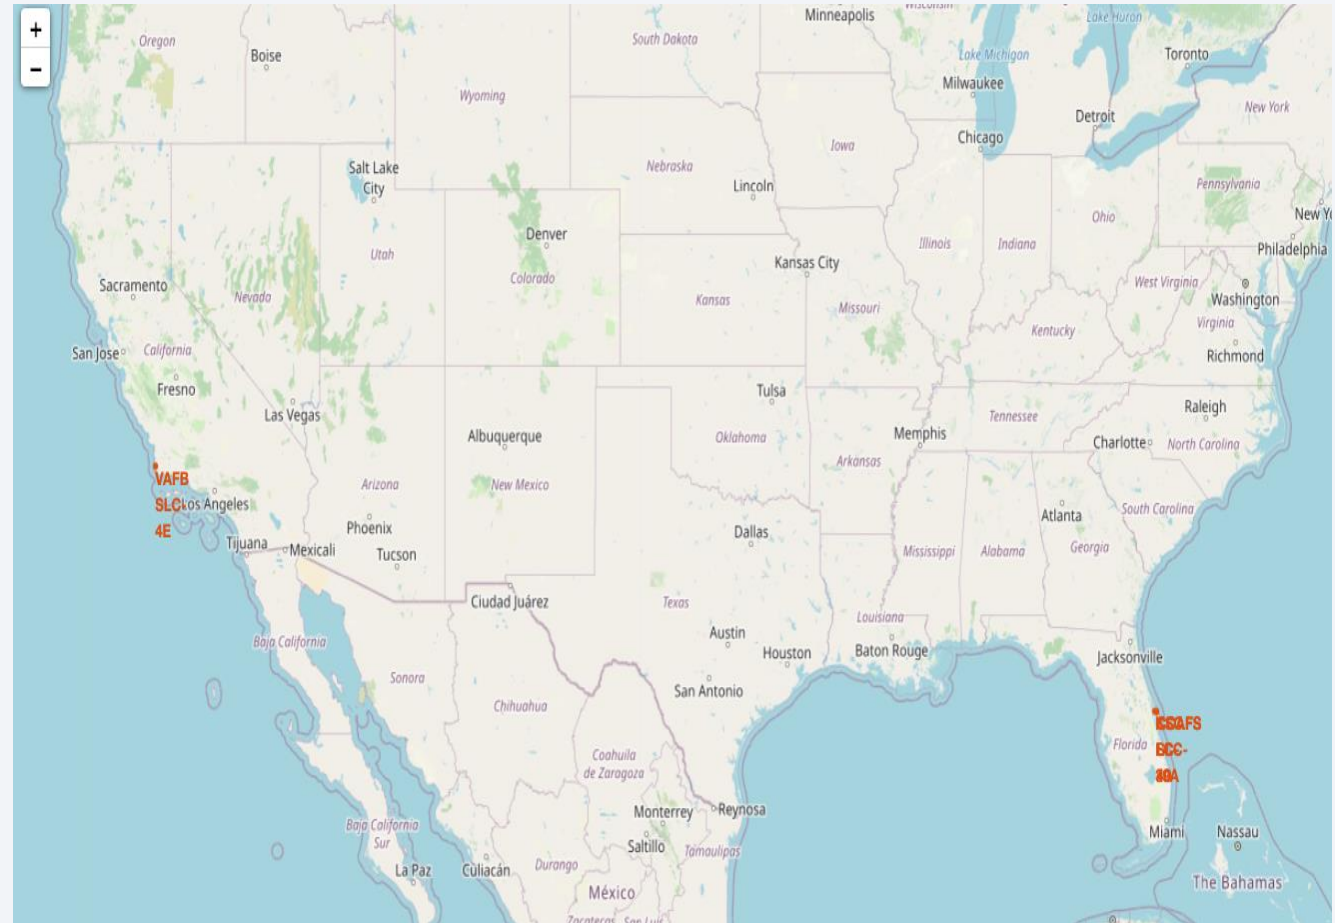 +
−
Oregon
Boise
South Dakota
Minneapolis
Lake Huron
Lake Michigan
Toronto
Milwaukee
Wyoming
New York
Detroit
Chicago
Iowa
Salt Lake
City
Nebraska
Lincoln
Pennsylvania
Ohio
New Yo
Denver
Utah
Illinois
Indiana
Philadelphia
Kansas City
Colorado
West Virginia
Sacramento
Nevada
Kansas
Missouri
Washington
Virginia
Kentucky
San Jose
California
Richmond
Fresno
Tulsa
Las Vegas
Raleigh
Tennessee
Albuquerque
Oklahoma
Memphis
Charlotte
North Carolina
Arkansas
VAFB
SLC-
4E
Los Angeles
Arizona
New Mexico
Phoenix
Dallas
Atlanta
South Carolina
Tijuana
Mexicali
Tucson
Mississippi
Alabama
Georgia
Ciudad Juárez
Texas
Louisiana
Baja California
Austin
Houston
Baton Rouge
Jacksonville
Sonora
San Antonio
Chihuahua
Florida
Coahuila
de Zaragoza
Monterrey
Reynosa
Baja California
Sur
Saltillo
Tamaulipas
Miami
Nassau
La Paz
Culiacán
Durango
México
The Bahamas